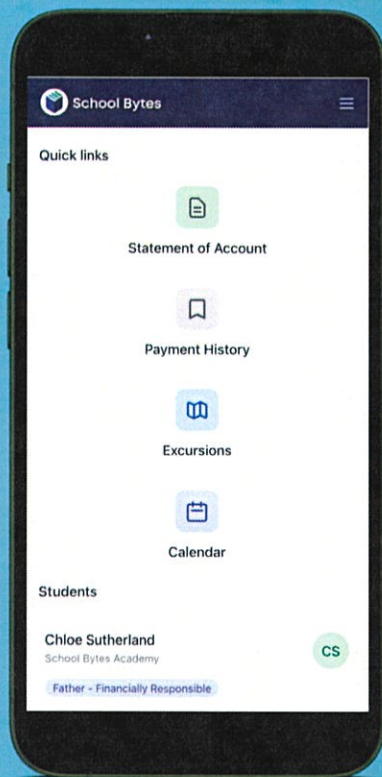 School Bytes
Quick links
Statement of Account
Payment History
Excursions
Calendar
Students
Chloe Sutherland
School Bytes Academy
CS
Father - Financially Responsible